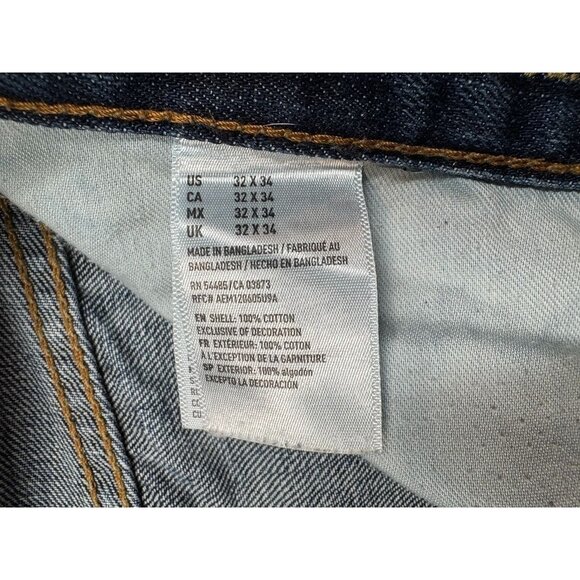 US 32 X 34
CA 32 X 34
MX 32 X 34
UK 32 X 34
MADE IN BANGLADESH / FABRIQUÉ AU
BANGLADESH / HECHO EN BANGLADESH
RN 54485/CA 03873
RFC# AEM120605U9A
EN SHELL: 100% COTTON
EXCLUSIVE OF DECORATION
FR EXTÉRIEUR: 100% COTON
À L'EXCEPTION DE LA GARNITURE
SP EXTERIOR: 100% algodón
EXCEPTO LA DECORACIÓN